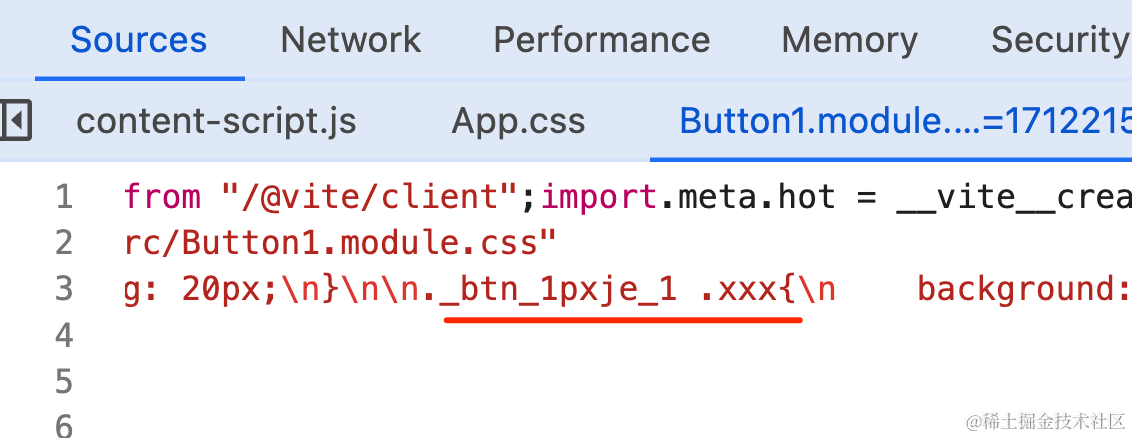 Sources Network Performance Memory Security
content-script.js App.css Button1.module....=1712215
1 from "/@vite/client";import.meta.hot = __vite__crea
2 rc/Button1.module.css"
3 g: 20px;\n}\n\n._btn_1pxje_1 .xxx{\n    background:
4
5
6
@稀土掘金技术社区